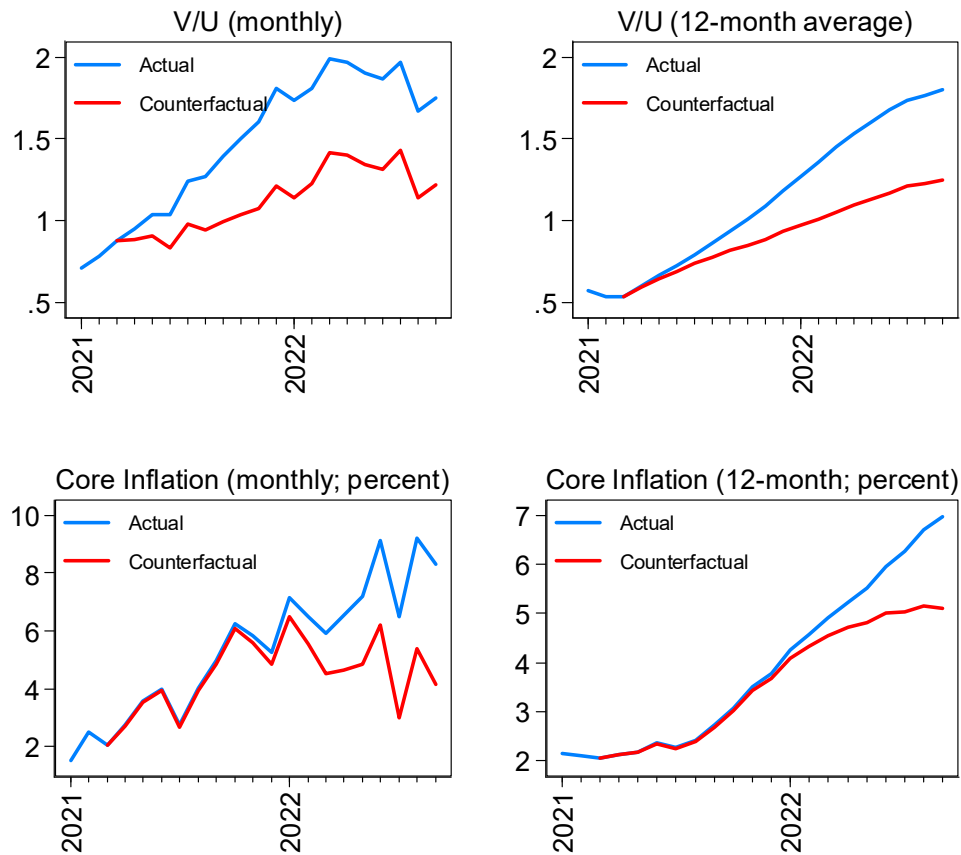 V/U (monthly)
2
1.5
1
.5
Actual
Counterfactual
2021
2022
V/U (12-month average)
2
1.5
1
.5
Actual
Counterfactual
2021
2022
Core Inflation (monthly; percent)
10
8
6
4
2
Actual
Counterfactual
2021
2022
Core Inflation (12-month; percent)
7
6
5
4
3
2
Actual
Counterfactual
2021
2022